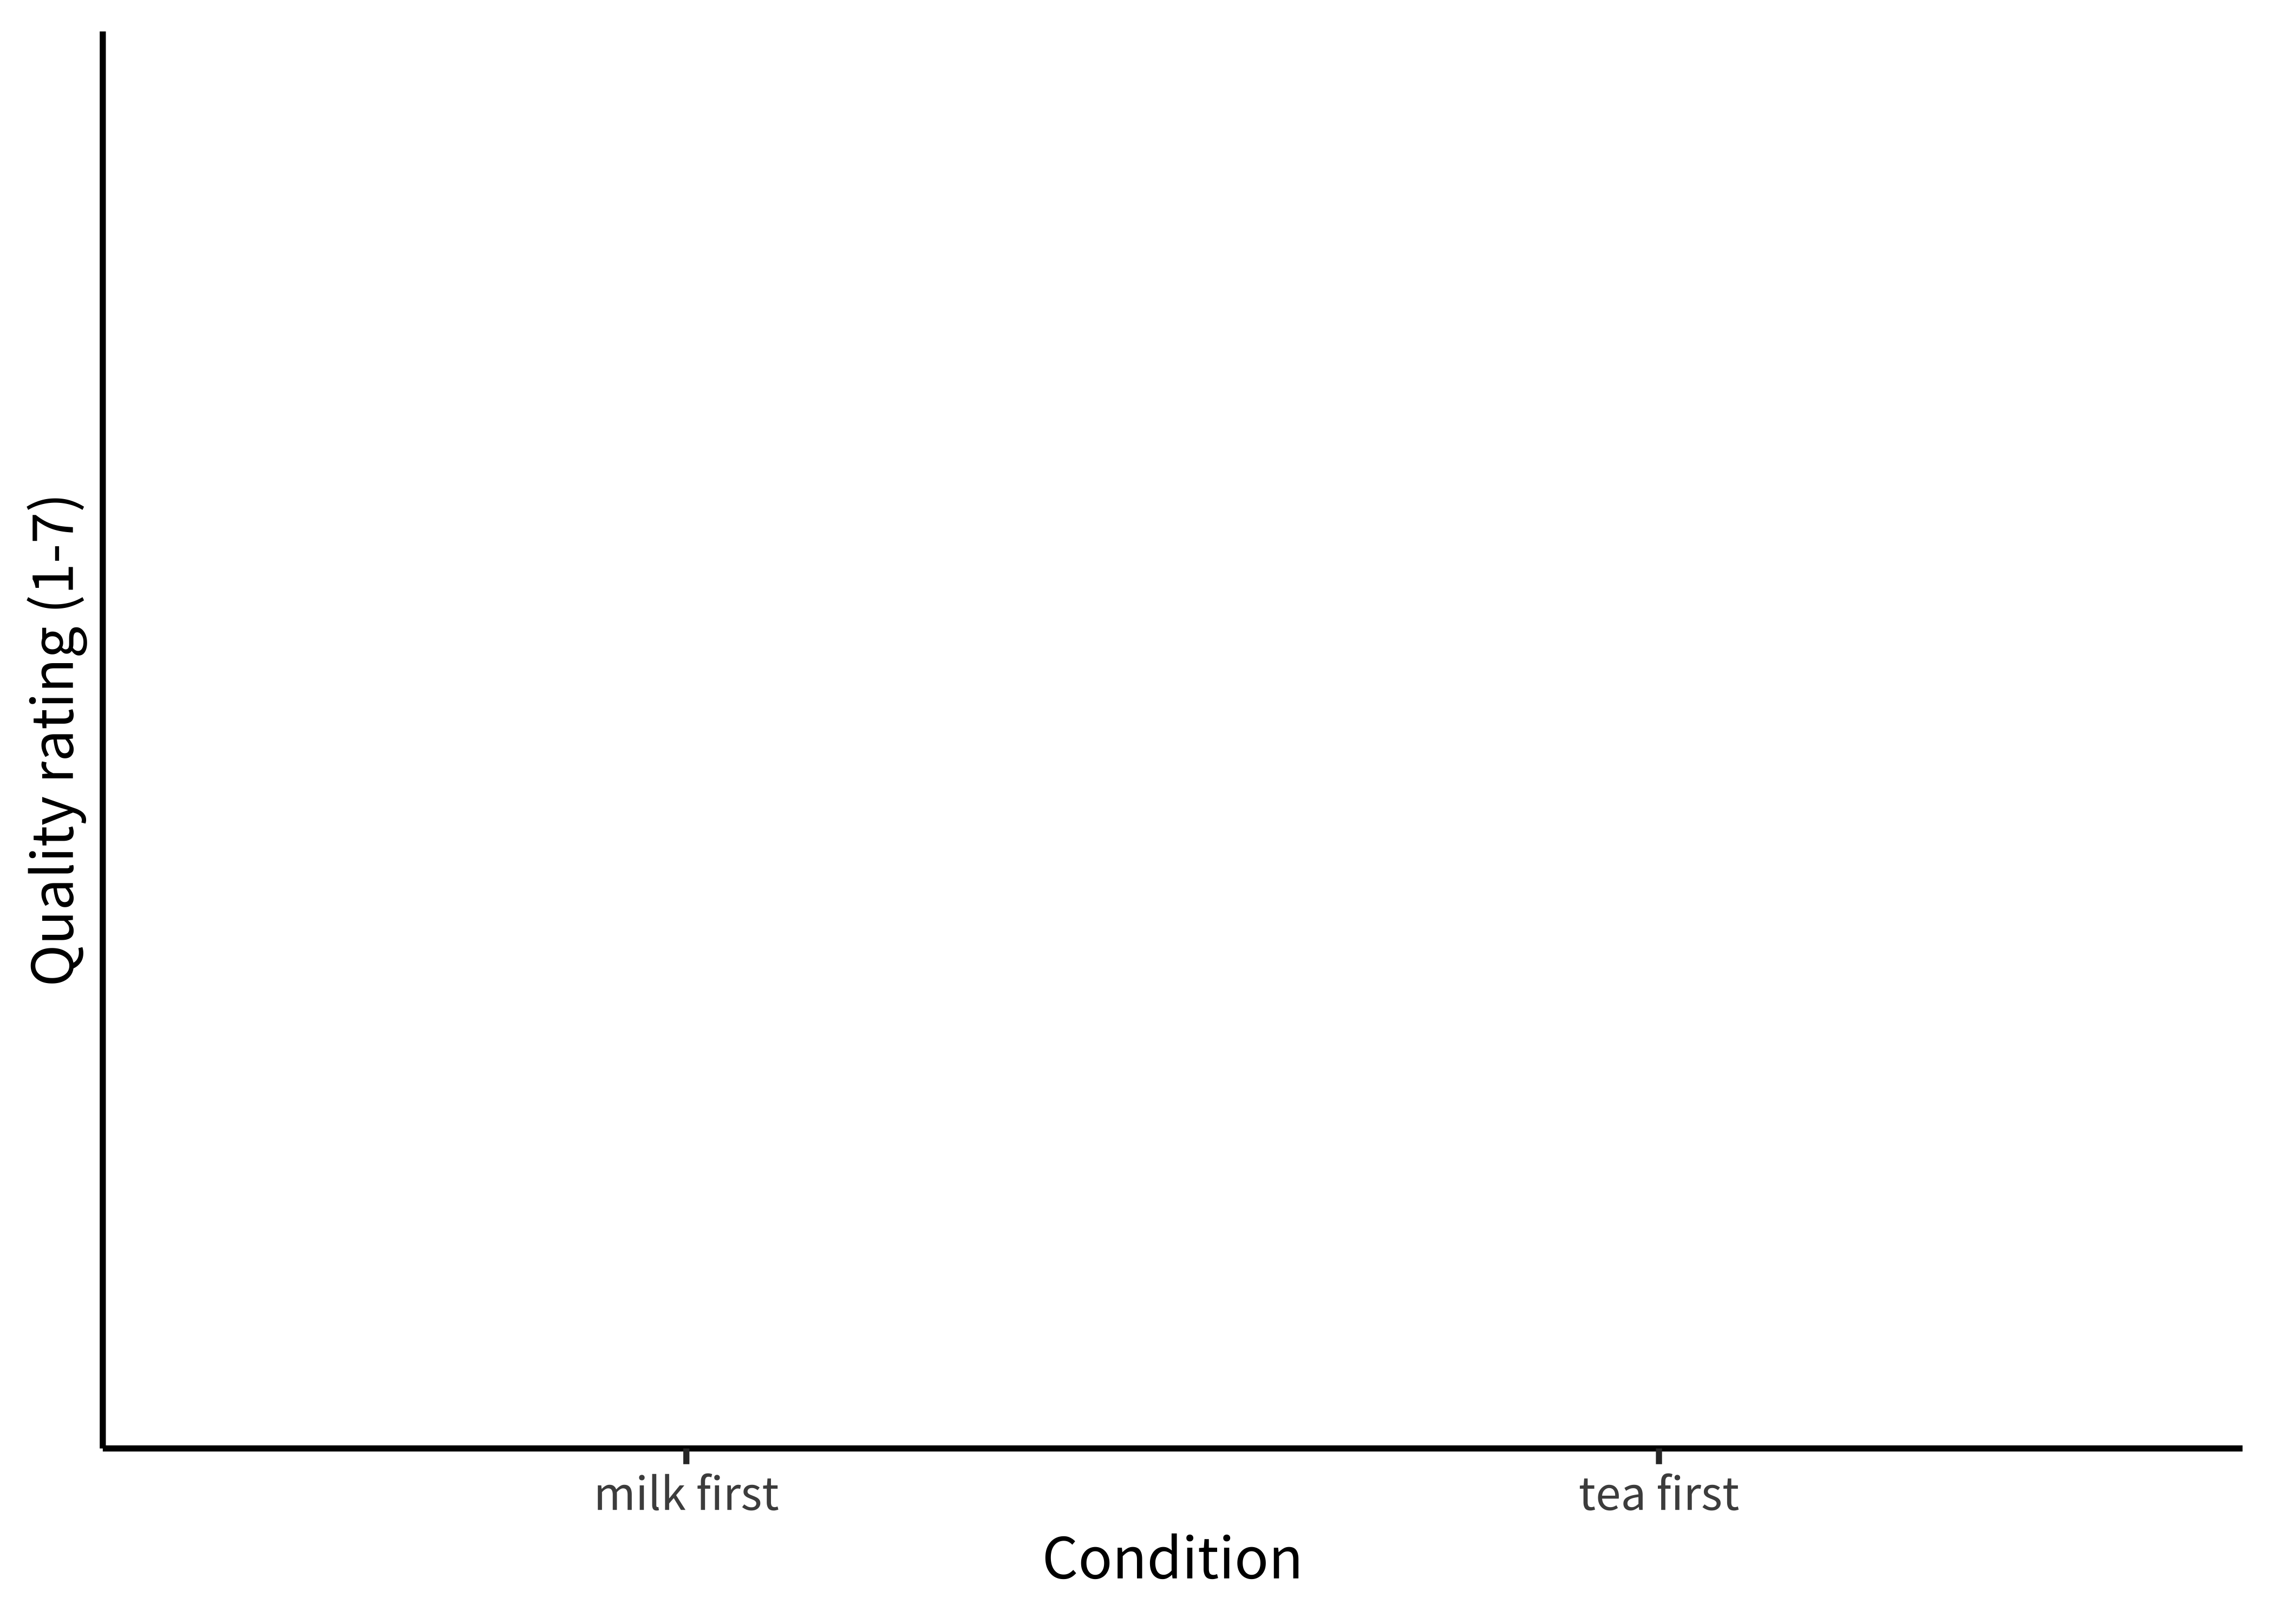 Quality rating (1-7)
milk first
tea first
Condition